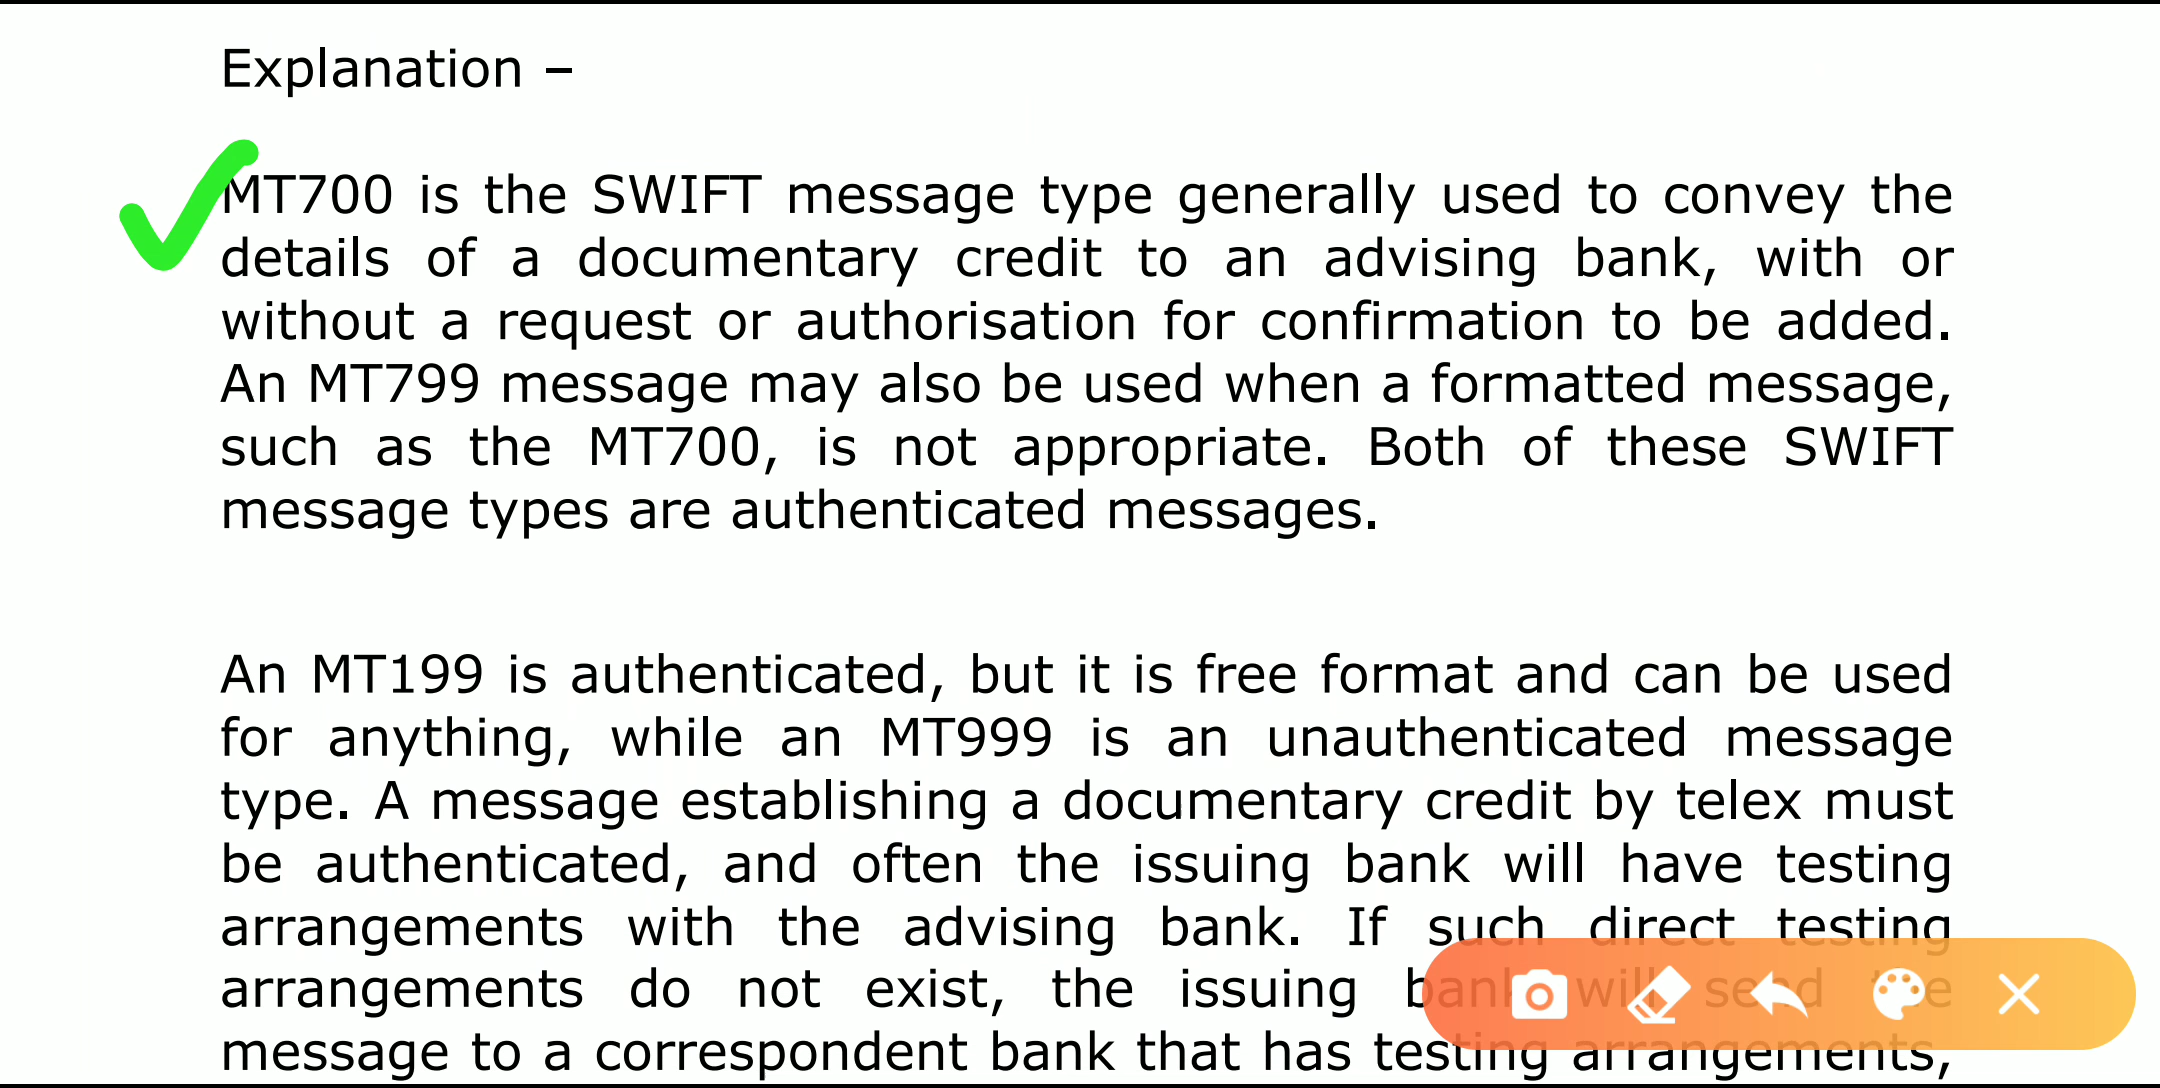 Explanation –
MT700 is the SWIFT message type generally used to convey the
details of a documentary credit to an advising bank, with or
without a request or authorisation for confirmation to be added.
An MT799 message may also be used when a formatted message,
such as the MT700, is not appropriate. Both of these SWIFT
message types are authenticated messages.
An MT199 is authenticated, but it is free format and can be used
for anything, while an MT999 is an unauthenticated message
type. A message establishing a documentary credit by telex must
be authenticated, and often the issuing bank will have testing
arrangements with the advising bank. If such direct testing
arrangements do not exist, the issuing bank will send the
message to a correspondent bank that has testing arrangements,